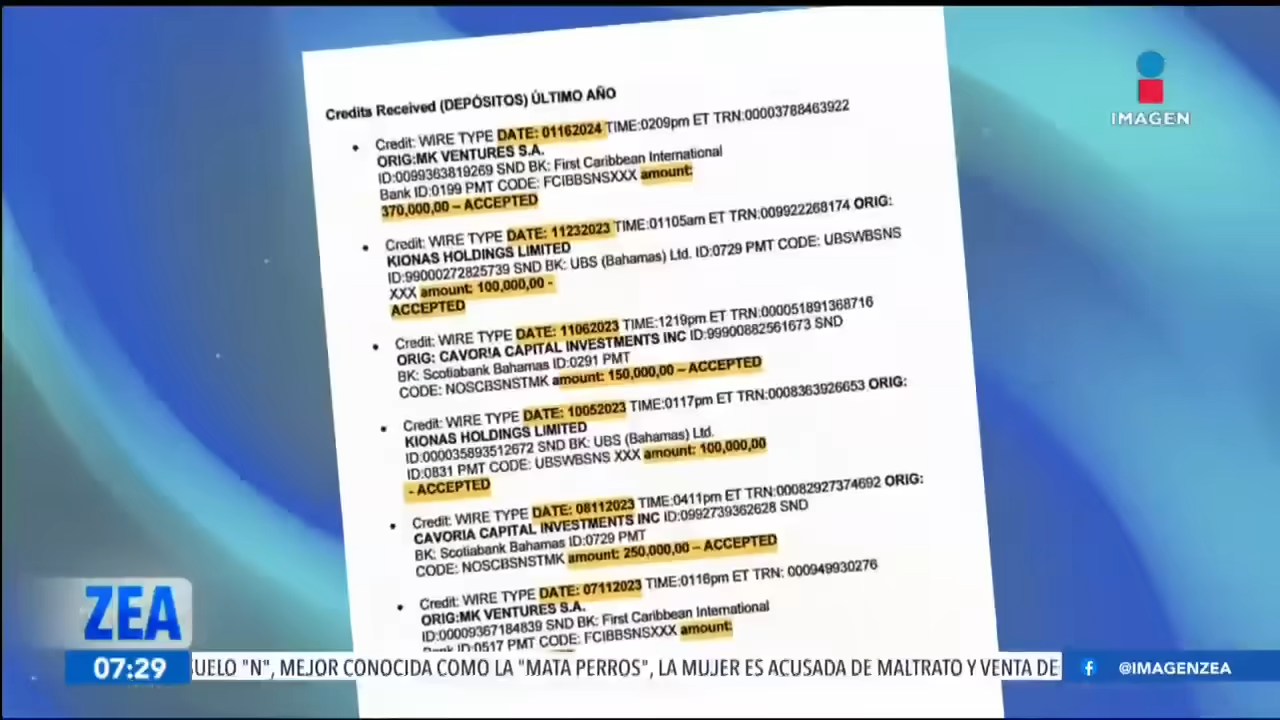 IMAGEN
Credits Received (DEPÓSITOS) ÚLTIMO AÑO
• Credit: WIRE TYPE DATE: 01162024 TIME:0209pm ET TRN:00003788463922
ORIG:MK VENTURES S.A.
ID:0099363819269 SND BK: First Caribbean International
Bank ID:0199 PMT CODE: FCIBBSNSXXX amount:
370,000,00 – ACCEPTED
• Credit: WIRE TYPE DATE: 11232023 TIME:01105am ET TRN:009922268174 ORIG:
KIONAS HOLDINGS LIMITED
ID:99000272825739 SND BK: UBS (Bahamas) Ltd. ID:0729 PMT CODE: UBSWBSNS
XXX amount: 100,000,00 -
ACCEPTED
• Credit: WIRE TYPE DATE: 11062023 TIME:1219pm ET TRN:000051891368716
ORIG: CAVORIA CAPITAL INVESTMENTS INC ID:99900882561673 SND
BK: Scotiabank Bahamas ID:0291 PMT
CODE: NOSCBSNSTMK amount: 150,000,00 – ACCEPTED
• Credit: WIRE TYPE DATE: 10052023 TIME:0117pm ET TRN:0008363926653 ORIG:
KIONAS HOLDINGS LIMITED
ID:000035893512672 SND BK: UBS (Bahamas) Ltd.
ID:0831 PMT CODE: UBSWBSNS XXX amount: 100,000,00
- ACCEPTED
• Credit: WIRE TYPE DATE: 08112023 TIME:0411pm ET TRN:00082927374692 ORIG:
CAVORIA CAPITAL INVESTMENTS INC ID:0992739362628 SND
BK: Scotiabank Bahamas ID:0729 PMT
CODE: NOSCBSNSTMK amount: 250,000,00 – ACCEPTED
• Credit: WIRE TYPE DATE: 07112023 TIME:0116pm ET TRN: 000949930276
ORIG:MK VENTURES S.A.
ID:00009367184839 SND BK: First Caribbean International
Bank ID:0517 PMT CODE: FCIBBSNSXXX amount:
ZEA
07:29
SUELO "N", MEJOR CONOCIDA COMO LA "MATA PERROS", LA MUJER ES ACUSADA DE MALTRATO Y VENTA DE
@IMAGENZEA